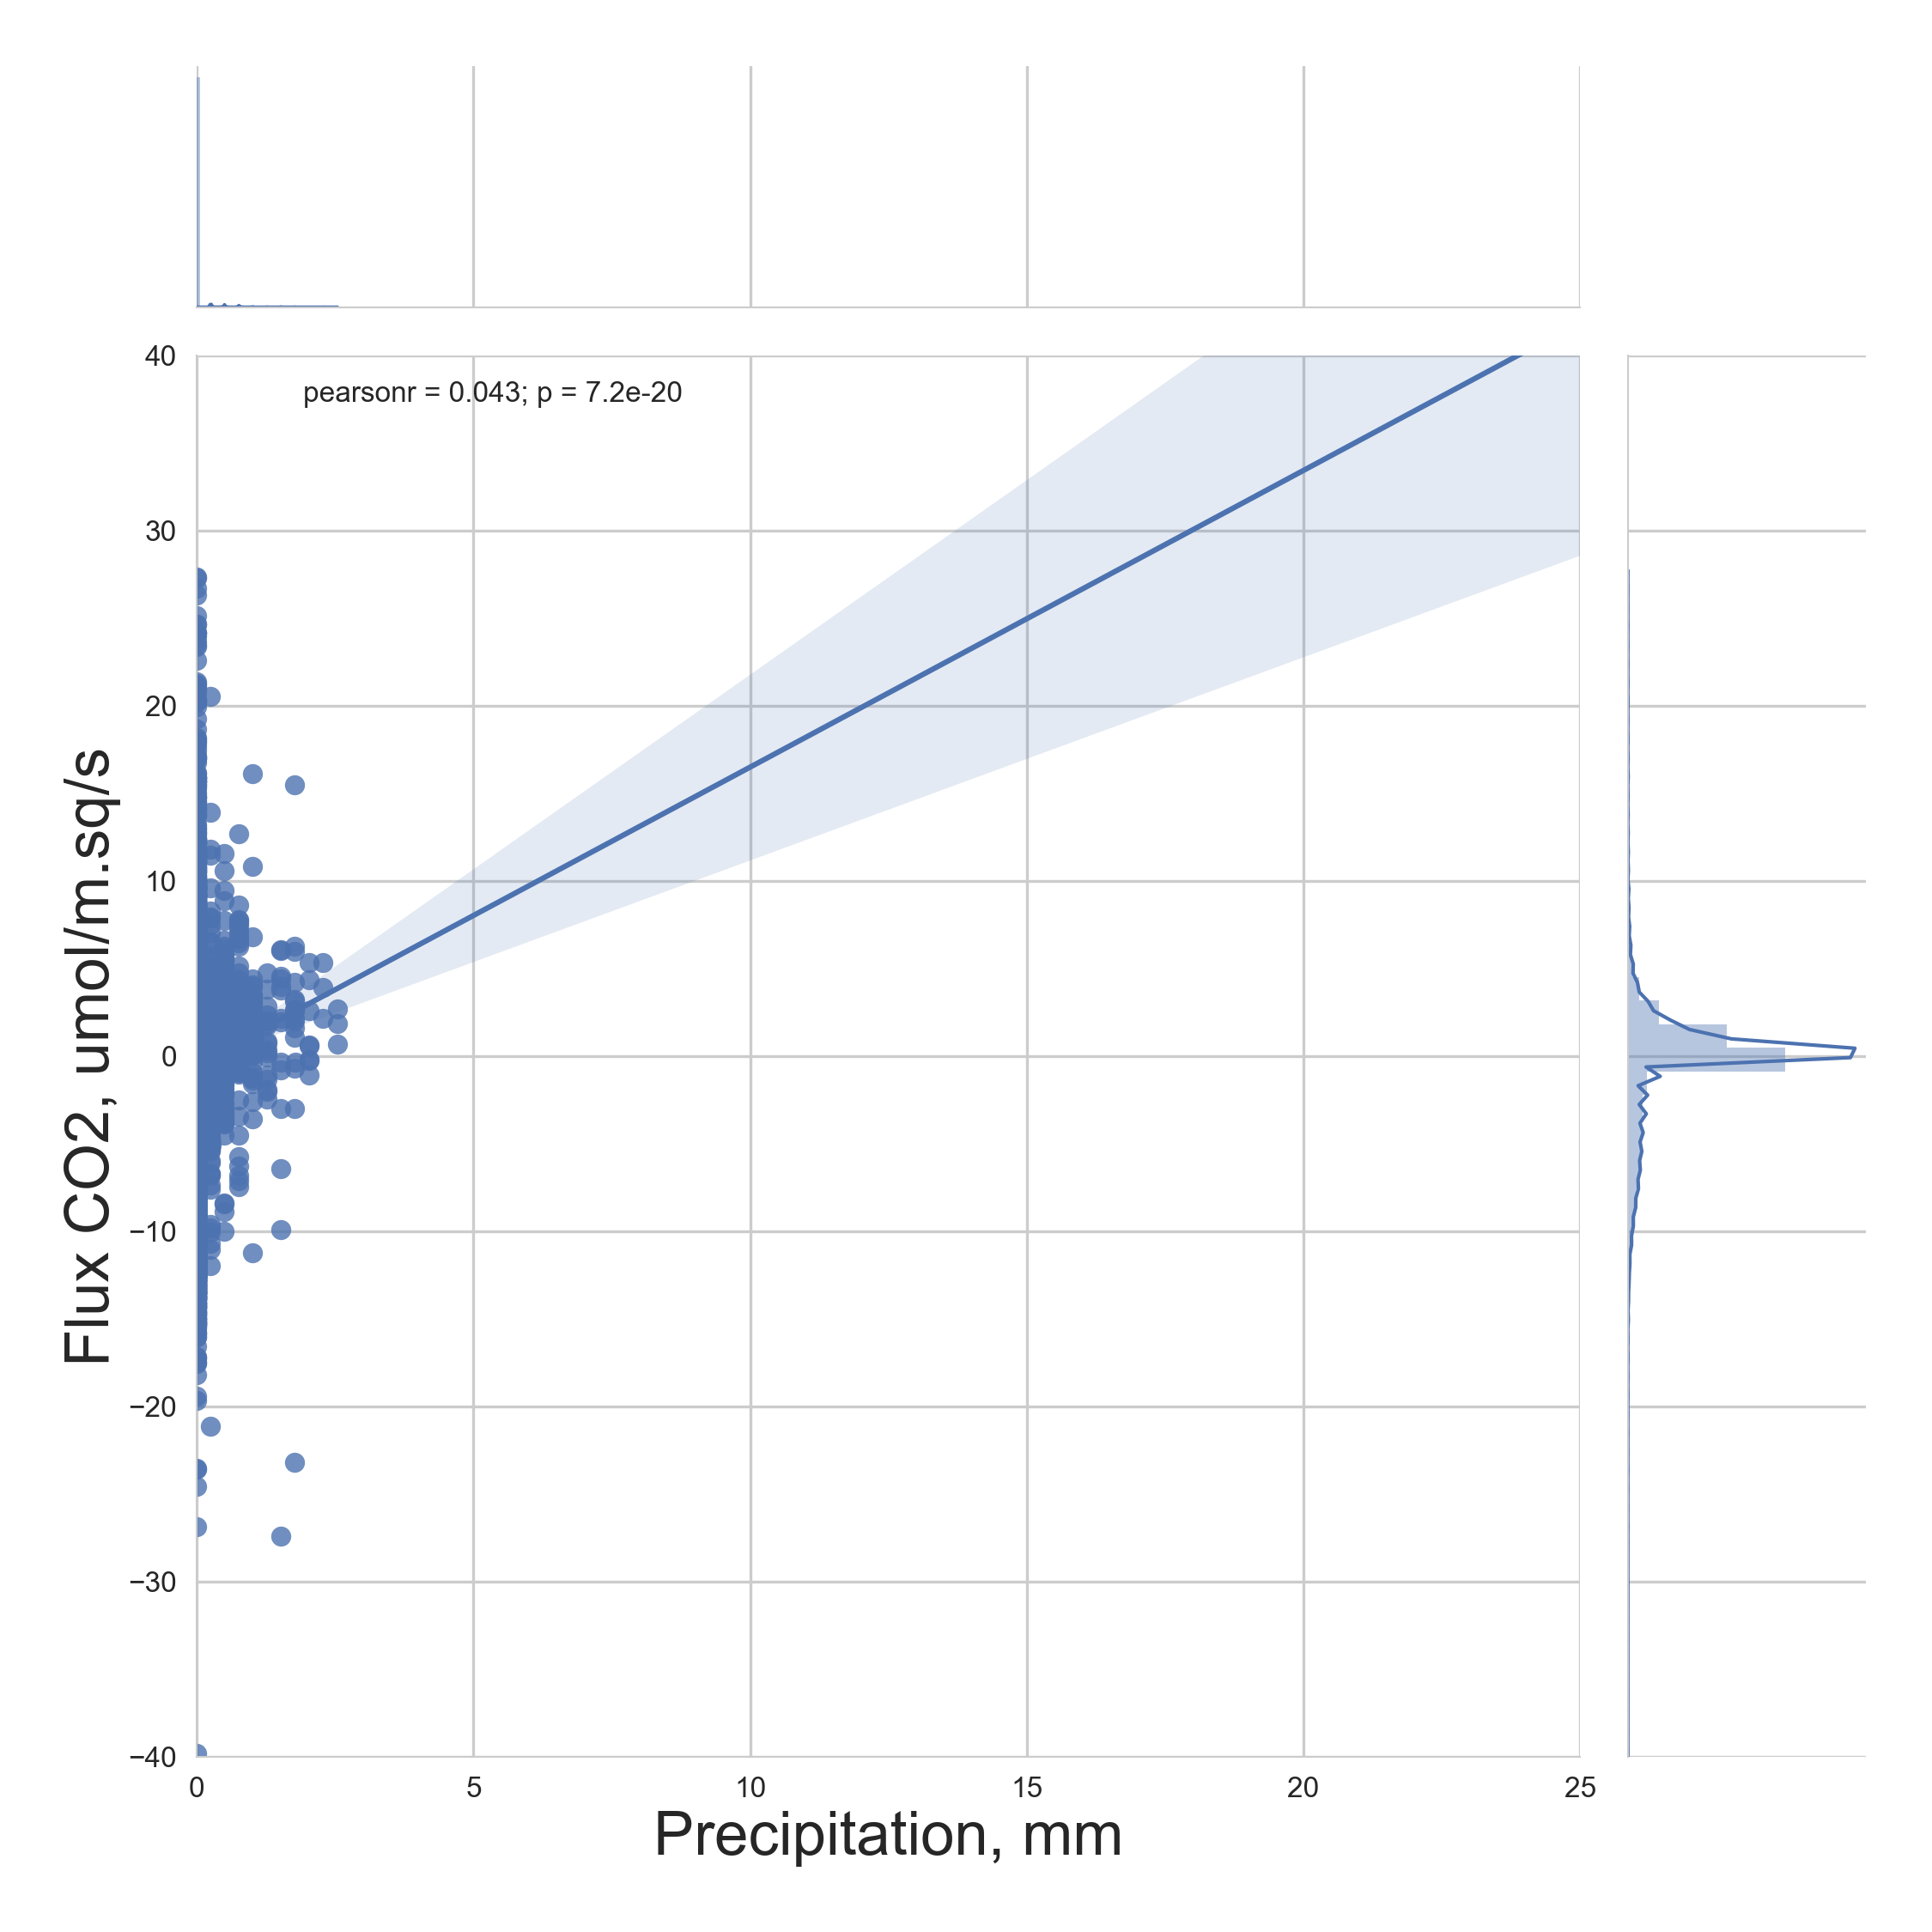 40
pearsonr = 0.043; p = 7.2e-20
30
20
10
0
−10
−20
−30
−40
Flux CO2, umol/m.sq/s
0 5 10 15 20 25
Precipitation, mm